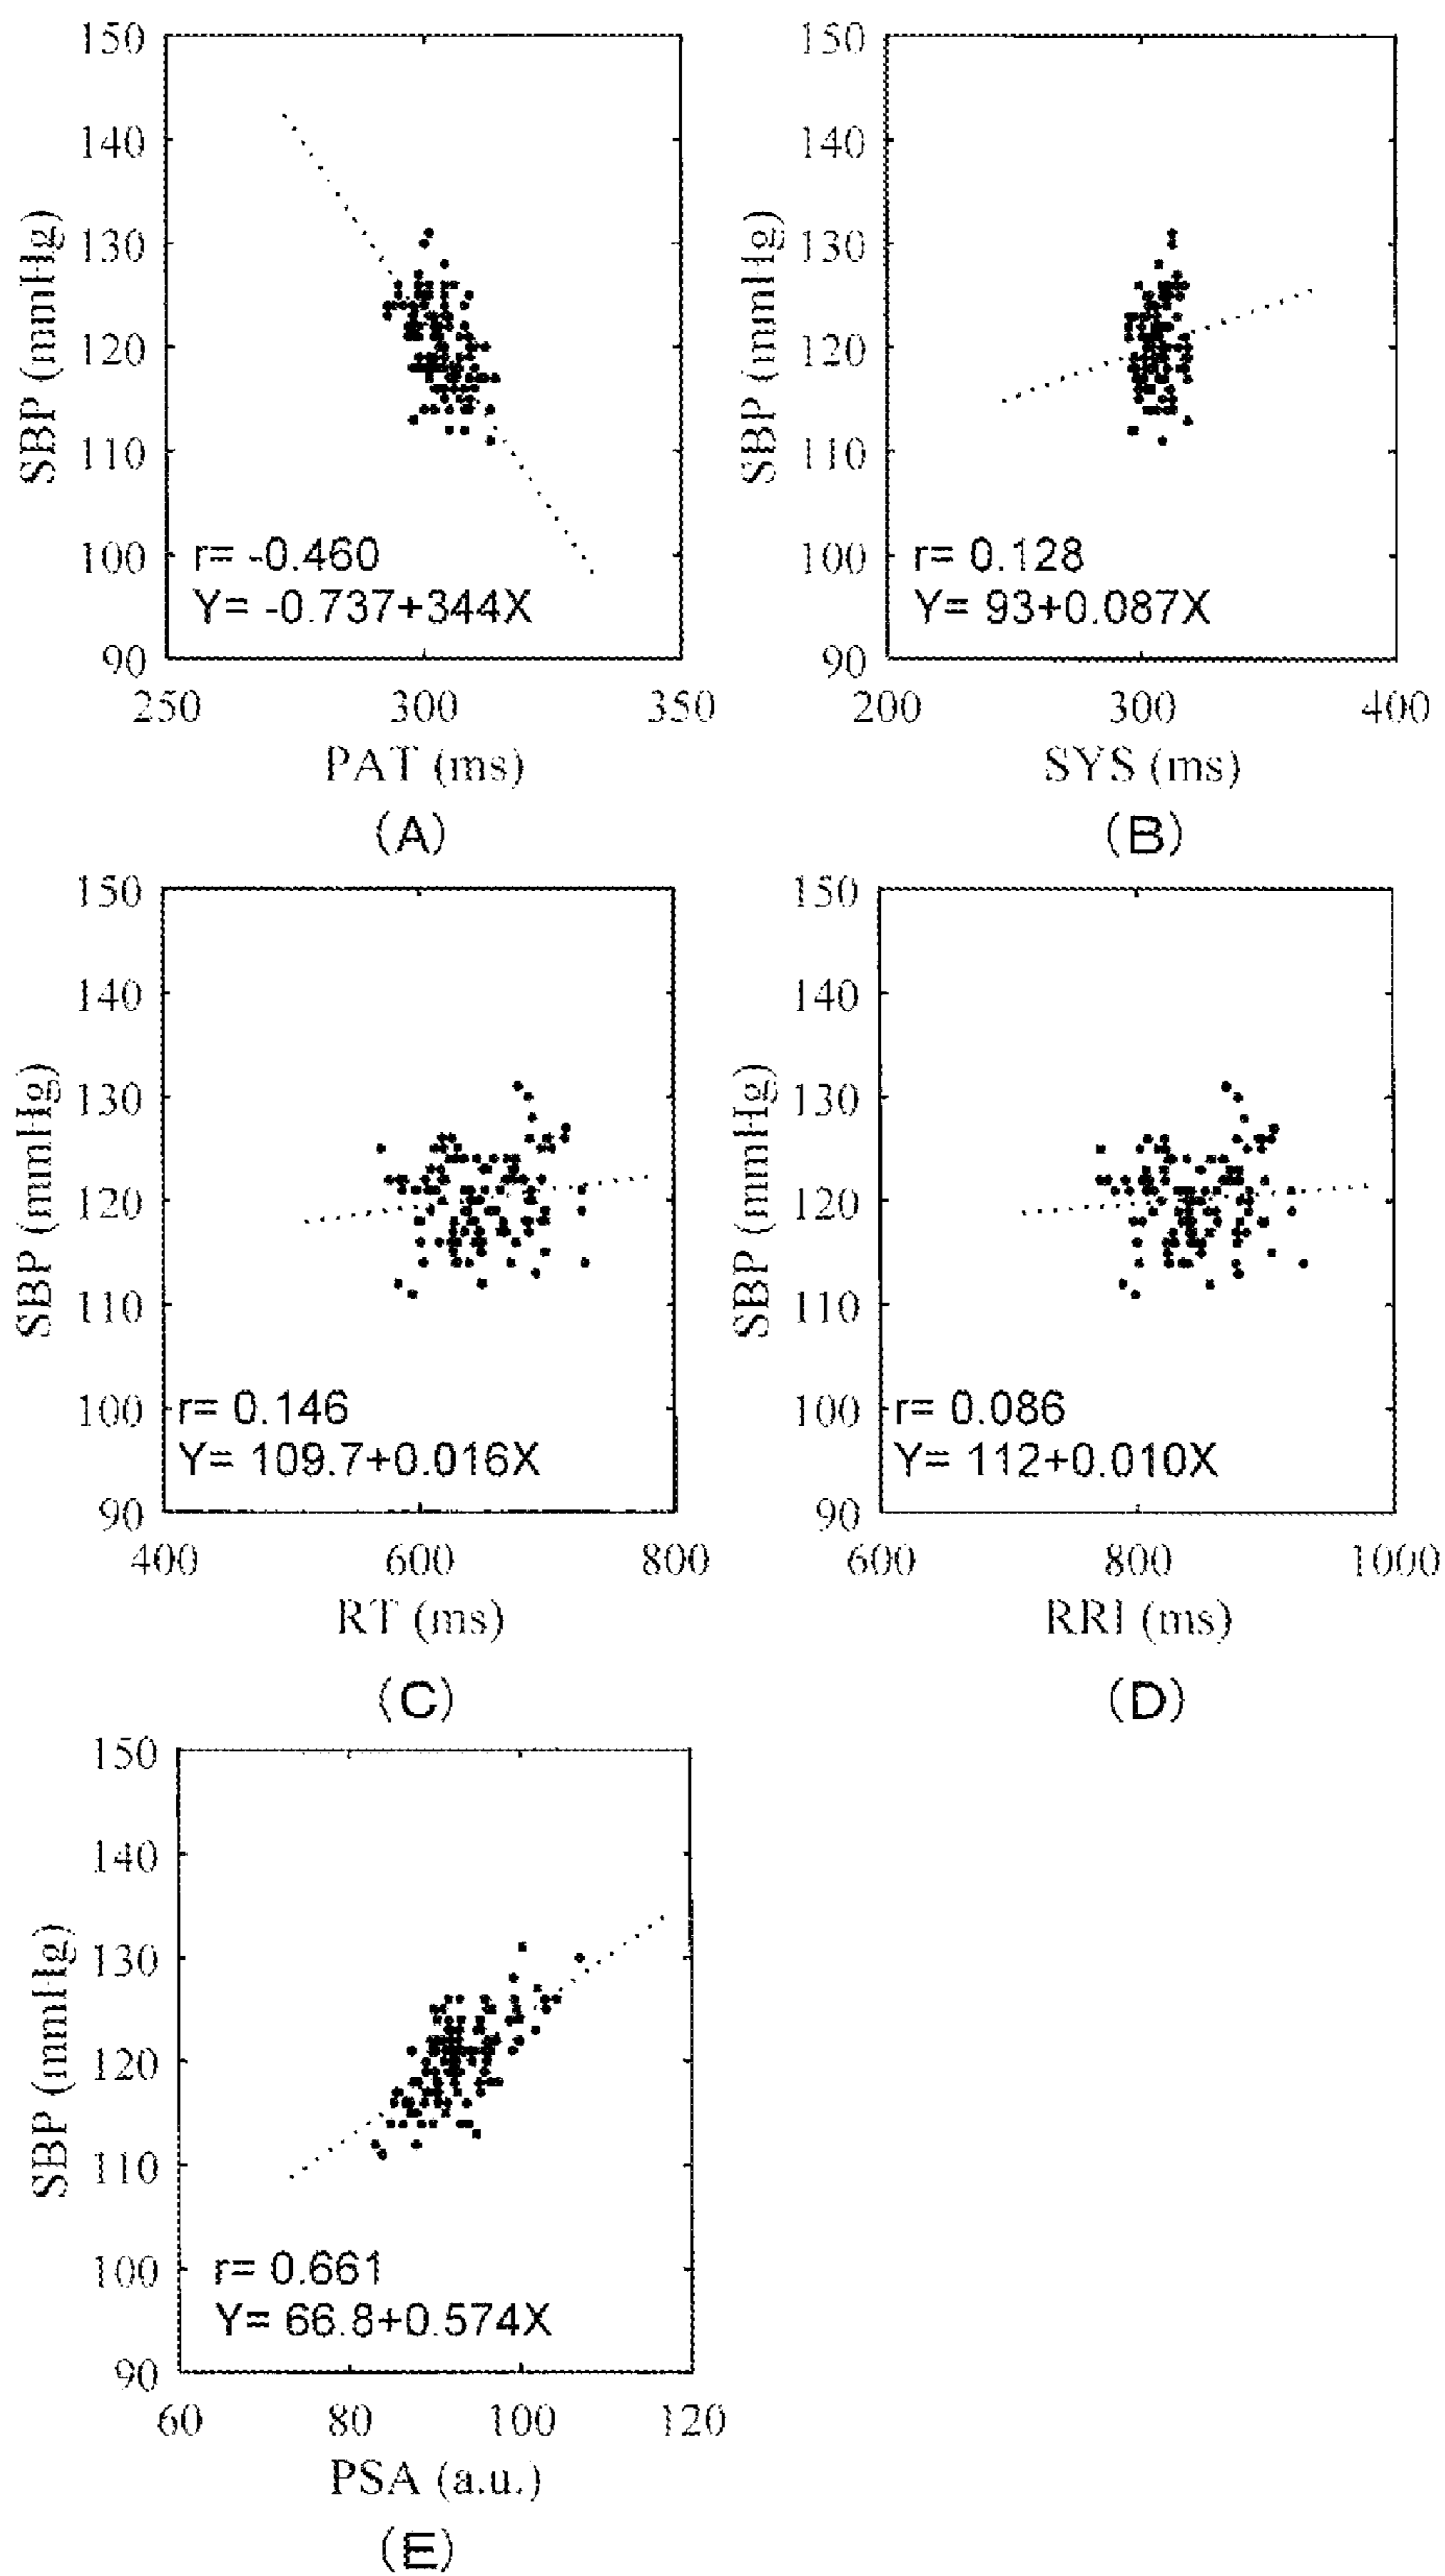 150
140
130
120
110
100
90
SBP (mmHg)
r= -0.460
Y= -0.737+344X
250 300 350
PAT (ms)
(A)
150
140
130
120
110
100
90
SBP (mmHg)
r= 0.128
Y= 93+0.087X
200 300 400
SYS (ms)
(B)
150
140
130
120
110
100
90
SBP (mmHg)
r= 0.146
Y= 109.7+0.016X
400 600 800
RT (ms)
(C)
150
140
130
120
110
100
90
SBP (mmHg)
r= 0.086
Y= 112+0.010X
600 800 1000
RRI (ms)
(D)
150
140
130
120
110
100
90
SBP (mmHg)
r= 0.661
Y= 66.8+0.574X
60 80 100 120
PSA (a.u.)
(E)